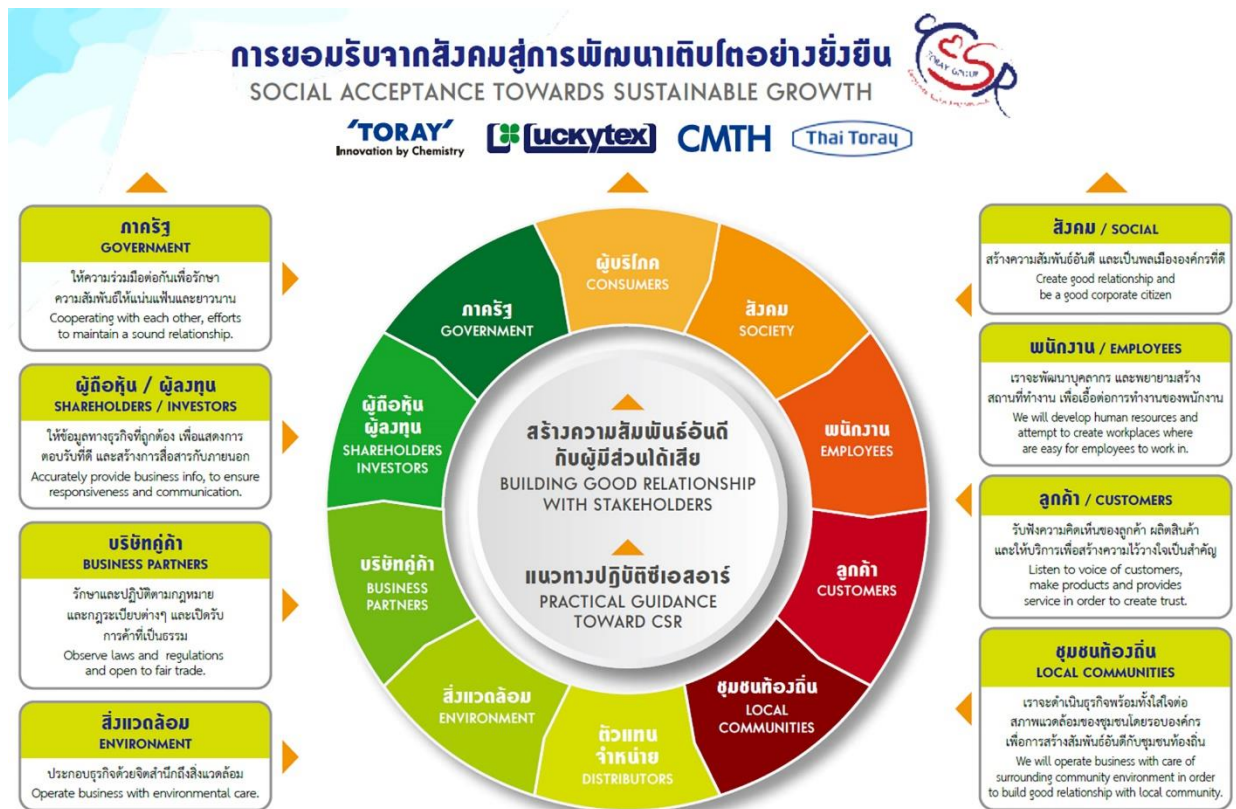 การยอมรับจากสังคมสู่การพัฒนาเติบโตอย่างยั่งยืน
SOCIAL ACCEPTANCE TOWARDS SUSTAINABLE GROWTH
CSR
TORAY GROUP
'TORAY'
Innovation by Chemistry
Luckytex
CMTH
Thai Toray
ภาครัฐ
GOVERNMENT
ให้ความร่วมมือต่อกันเพื่อรักษา
ความสัมพันธ์ให้แน่นแฟ้นและยาวนาน
Cooperating with each other, efforts
to maintain a sound relationship.
ผู้ถือหุ้น / ผู้ลงทุน
SHAREHOLDERS / INVESTORS
ให้ข้อมูลทางธุรกิจที่ถูกต้อง เพื่อแสดงการ
ตอบรับที่ดี และสร้างการสื่อสารกับภายนอก
Accurately provide business info, to ensure
responsiveness and communication.
บริษัทคู่ค้า
BUSINESS PARTNERS
รักษาและปฏิบัติตามกฎหมาย
และกฎระเบียบต่างๆ และเปิดรับ
การค้าที่เป็นธรรม
Observe laws and regulations
and open to fair trade.
สิ่งแวดล้อม
ENVIRONMENT
ประกอบธุรกิจด้วยจิตสำนึกถึงสิ่งแวดล้อม
Operate business with environmental care.
ผู้บริโภค
CONSUMERS
สังคม
SOCIETY
พนักงาน
EMPLOYEES
ลูกค้า
CUSTOMERS
ชุมชนท้องถิ่น
LOCAL
COMMUNITIES
ตัวแทน
จำหน่าย
DISTRIBUTORS
สิ่งแวดล้อม
ENVIRONMENT
บริษัทคู่ค้า
BUSINESS
PARTNERS
ผู้ถือหุ้น
ผู้ลงทุน
SHAREHOLDERS
INVESTORS
ภาครัฐ
GOVERNMENT
สร้างความสัมพันธ์อันดี
กับผู้มีส่วนได้เสีย
BUILDING GOOD RELATIONSHIP
WITH STAKEHOLDERS
แนวทางปฏิบัติซีเอสอาร์
PRACTICAL GUIDANCE
TOWARD CSR
สังคม / SOCIAL
สร้างความสัมพันธ์อันดี และเป็นพลเมืององค์กรที่ดี
Create good relationship and
be a good corporate citizen
พนักงาน / EMPLOYEES
เราจะพัฒนาบุคลากร และพยายามสร้าง
สถานที่ทำงาน เพื่อเอื้อต่อการทำงานของพนักงาน
We will develop human resources and
attempt to create workplaces where
are easy for employees to work in.
ลูกค้า / CUSTOMERS
รับฟังความคิดเห็นของลูกค้า ผลิตสินค้า
และให้บริการเพื่อสร้างความไว้วางใจเป็นสำคัญ
Listen to voice of customers,
make products and provides
service in order to create trust.
ชุมชนท้องถิ่น
LOCAL COMMUNITIES
เราจะดำเนินธุรกิจพร้อมทั้งใส่ใจต่อ
สภาพแวดล้อมของชุมชนโดยรอบองค์กร
เพื่อการสร้างสัมพันธ์อันดีกับชุมชนท้องถิ่น
We will operate business with care of
surrounding community environment in order
to build good relationship with local community.